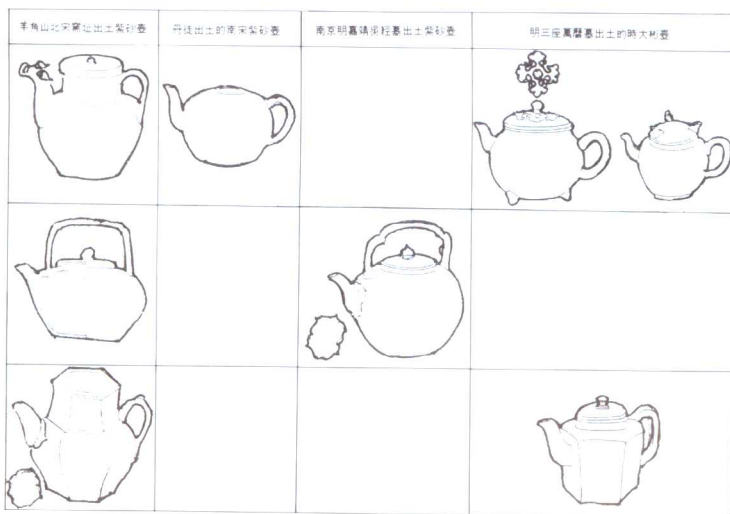 羊角山北宋窯址出土紫砂壺
丹徒出土的南宋紫砂壺
南京明嘉靖吳經墓出土紫砂壺
明三座萬曆墓出土的時大彬壺